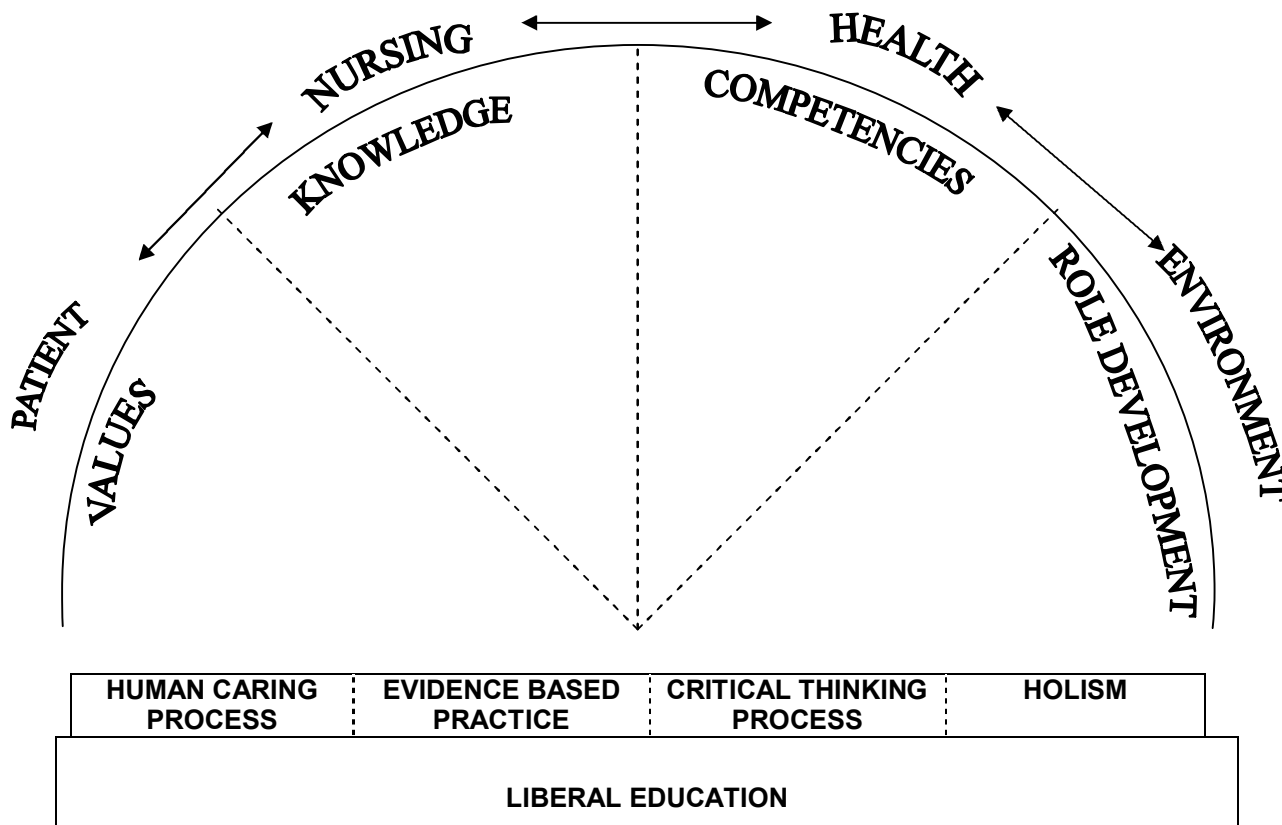 NURSING
HEALTH
KNOWLEDGE
COMPETENCIES
PATIENT
ENVIRONMENT
VALUES
ROLE DEVELOPMENT
HUMAN CARING
PROCESS
EVIDENCE BASED
PRACTICE
CRITICAL THINKING
PROCESS
HOLISM
LIBERAL EDUCATION